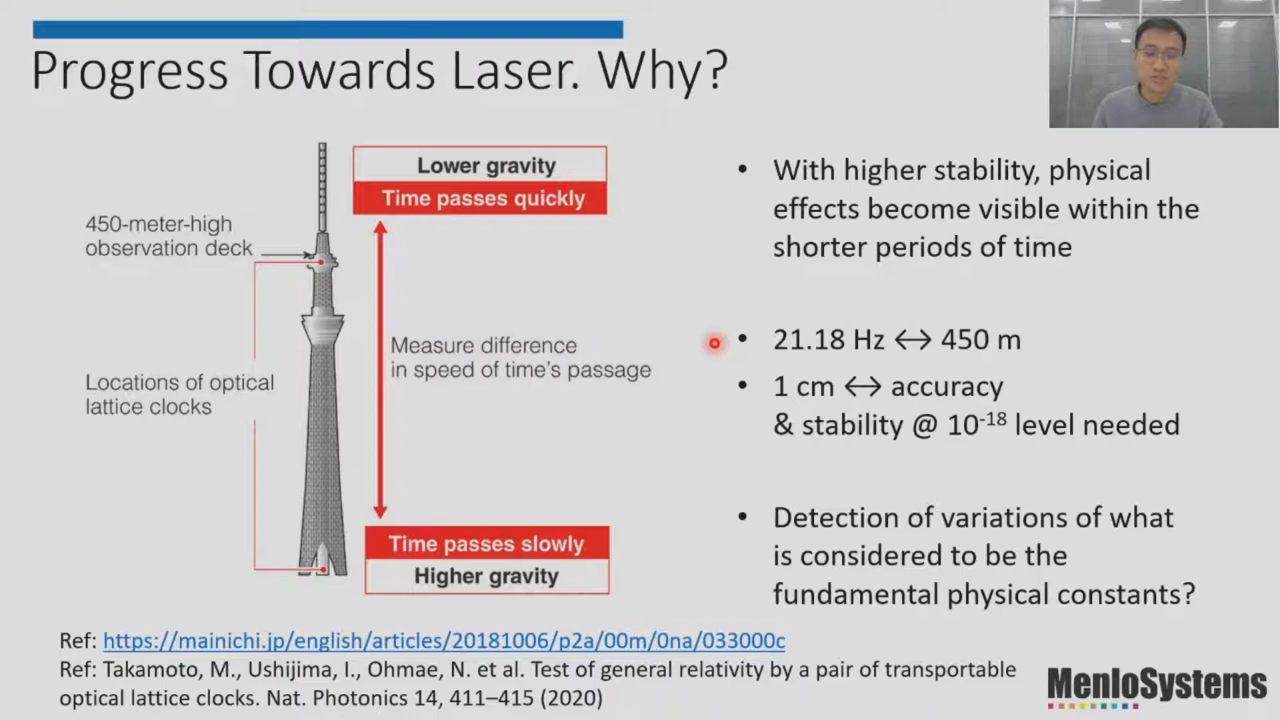 Progress Towards Laser. Why?
Lower gravity
Time passes quickly
450-meter-high
observation deck
Measure difference
in speed of time's passage
Locations of optical
lattice clocks
Time passes slowly
Higher gravity
• With higher stability, physical
effects become visible within the
shorter periods of time
• 21.18 Hz ↔ 450 m
• 1 cm ↔ accuracy
& stability @ 10⁻¹⁸ level needed
• Detection of variations of what
is considered to be the
fundamental physical constants?
Ref: https://mainichi.jp/english/articles/20181006/p2a/00m/0na/033000c
Ref: Takamoto, M., Ushijima, I., Ohmae, N. et al. Test of general relativity by a pair of transportable
optical lattice clocks. Nat. Photonics 14, 411–415 (2020)
MenloSystems